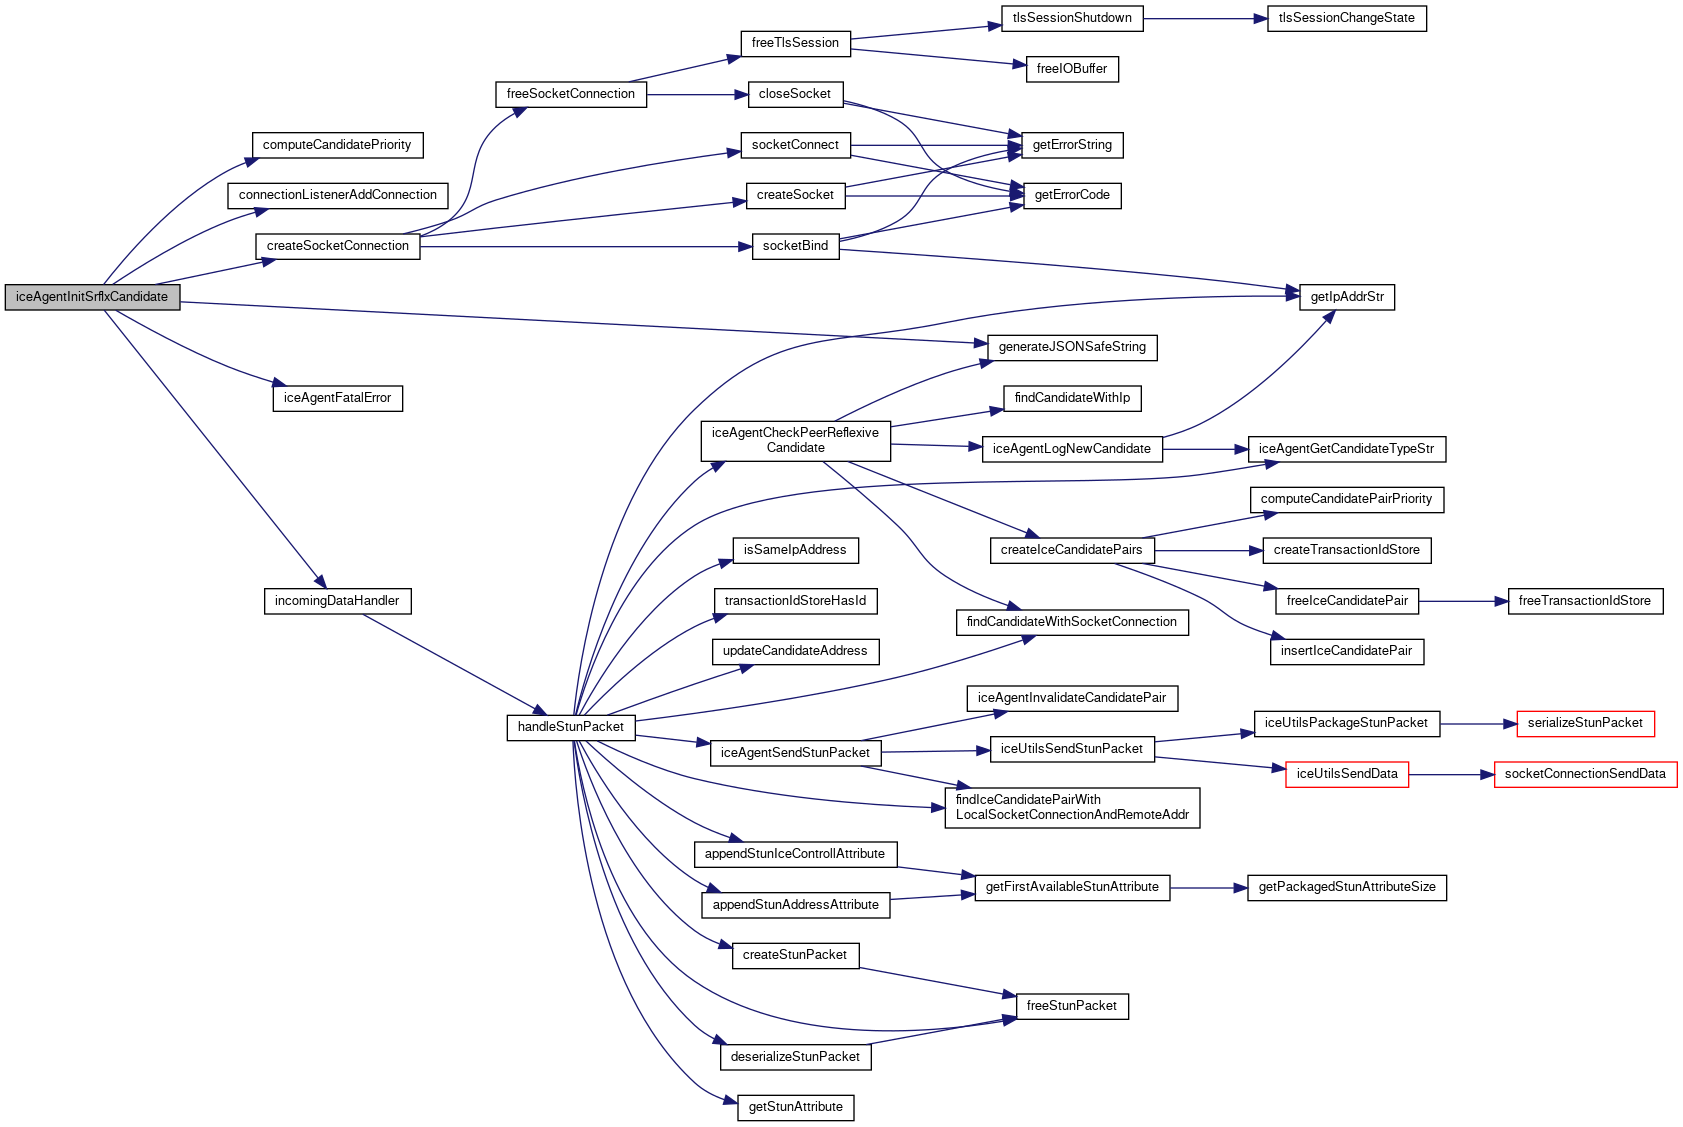 tlsSessionShutdown
tlsSessionChangeState
freeTlsSession
freeIOBuffer
freeSocketConnection
closeSocket
computeCandidatePriority
socketConnect
getErrorString
connectionListenerAddConnection
createSocket
getErrorCode
createSocketConnection
socketBind
iceAgentInitSrflxCandidate
getIpAddrStr
generateJSONSafeString
iceAgentFatalError
findCandidateWithIp
iceAgentCheckPeerReflexive
Candidate
iceAgentLogNewCandidate
iceAgentGetCandidateTypeStr
computeCandidatePairPriority
isSameIpAddress
createIceCandidatePairs
createTransactionIdStore
incomingDataHandler
transactionIdStoreHasId
freeIceCandidatePair
freeTransactionIdStore
findCandidateWithSocketConnection
updateCandidateAddress
insertIceCandidatePair
iceAgentInvalidateCandidatePair
handleStunPacket
iceUtilsPackageStunPacket
serializeStunPacket
iceAgentSendStunPacket
iceUtilsSendStunPacket
iceUtilsSendData
socketConnectionSendData
findIceCandidatePairWith
LocalSocketConnectionAndRemoteAddr
appendStunIceControllAttribute
getFirstAvailableStunAttribute
getPackagedStunAttributeSize
appendStunAddressAttribute
createStunPacket
freeStunPacket
deserializeStunPacket
getStunAttribute